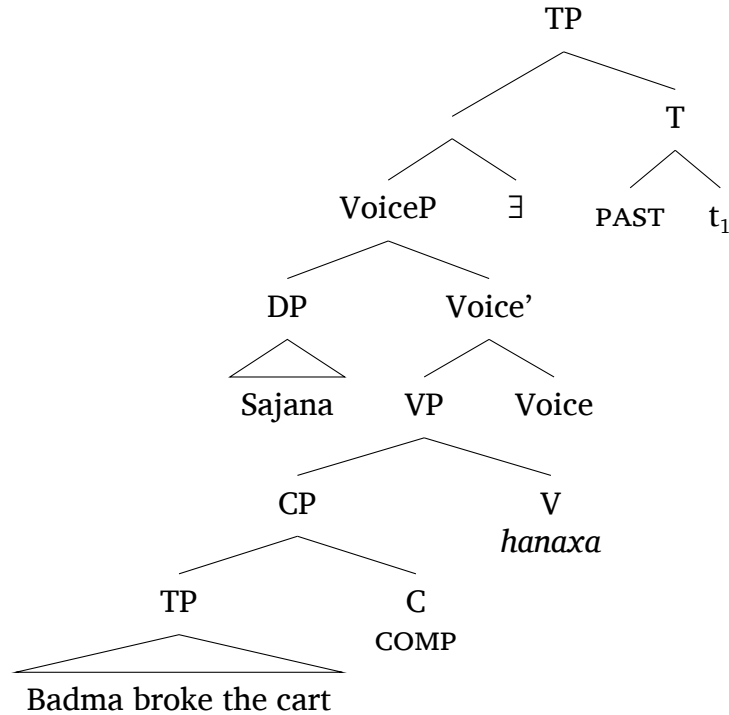 TP
T
VoiceP ∃ PAST t₁
DP Voice’
Sajana VP Voice
CP V
hanaxa
TP C
COMP
Badma broke the cart